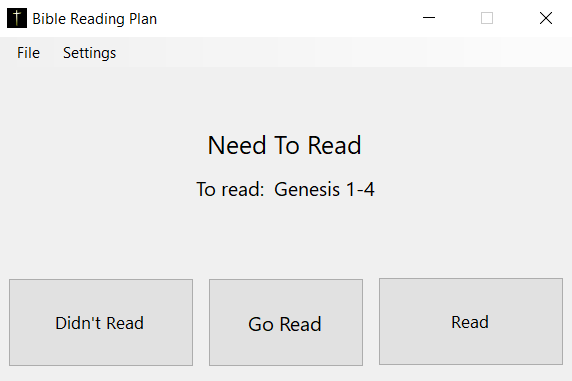 Bible Reading Plan
File Settings
Need To Read
To read: Genesis 1-4
Didn't Read Go Read Read